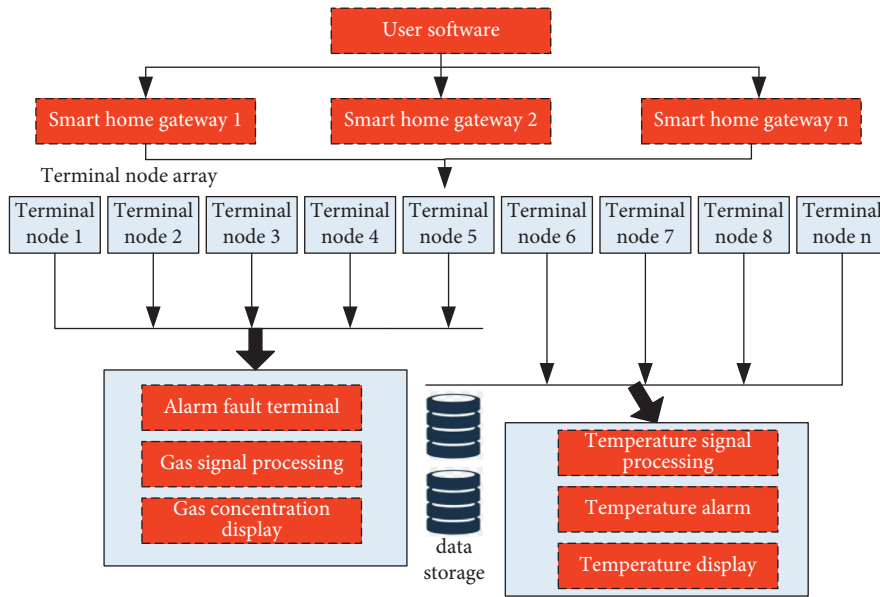 User software
Smart home gateway 1
Smart home gateway 2
Smart home gateway n
Terminal node array
Terminal
node 1
Terminal
node 2
Terminal
node 3
Terminal
node 4
Terminal
node 5
Terminal
node 6
Terminal
node 7
Terminal
node 8
Terminal
node n
Alarm fault terminal
Gas signal processing
Gas concentration
display
data
storage
Temperature signal
processing
Temperature alarm
Temperature display